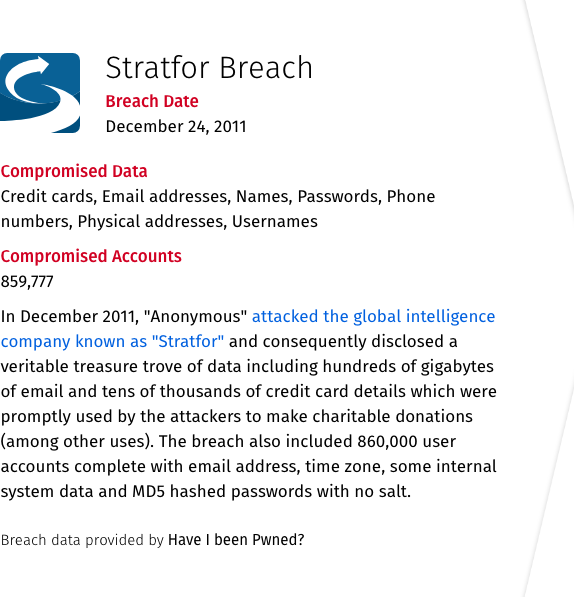 Stratfor Breach
Breach Date
December 24, 2011
Compromised Data
Credit cards, Email addresses, Names, Passwords, Phone
numbers, Physical addresses, Usernames
Compromised Accounts
859,777
In December 2011, "Anonymous" attacked the global intelligence
company known as "Stratfor" and consequently disclosed a
veritable treasure trove of data including hundreds of gigabytes
of email and tens of thousands of credit card details which were
promptly used by the attackers to make charitable donations
(among other uses). The breach also included 860,000 user
accounts complete with email address, time zone, some internal
system data and MD5 hashed passwords with no salt.
Breach data provided by Have I been Pwned?